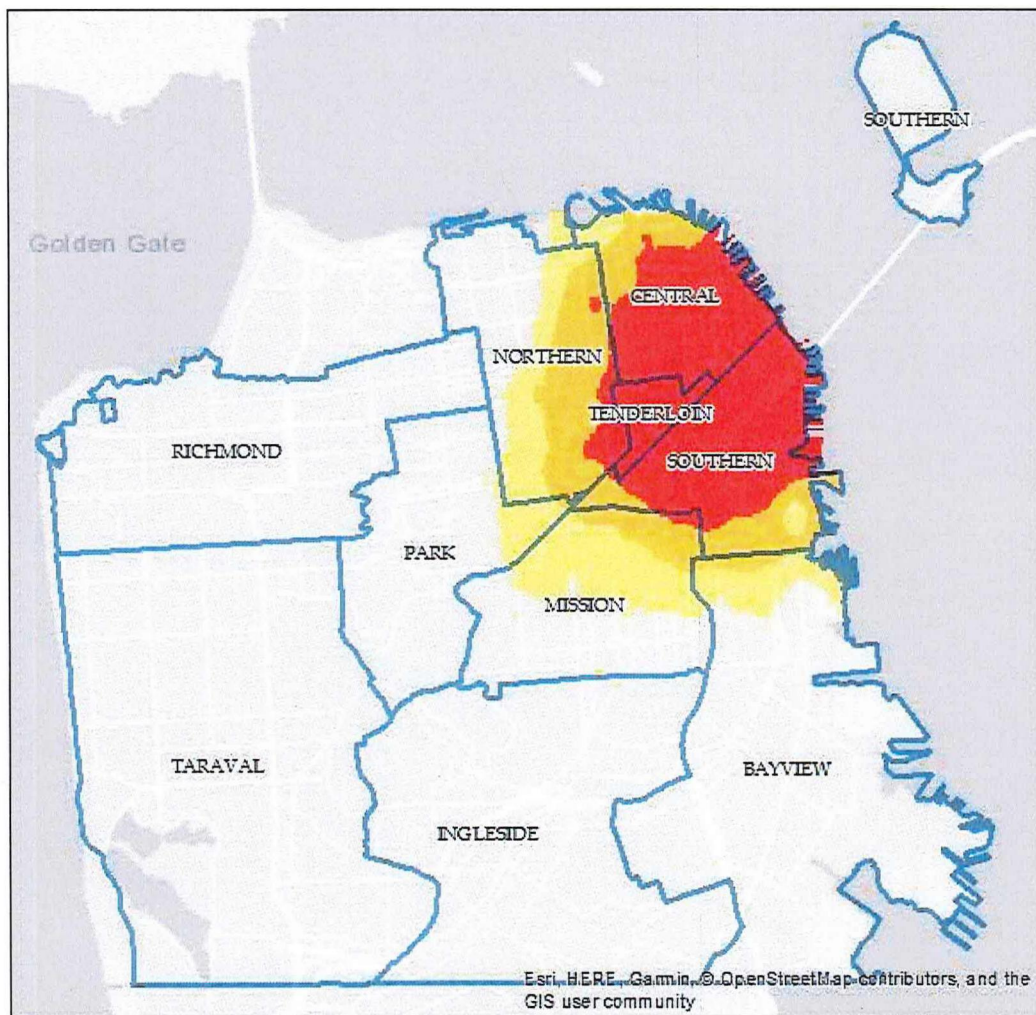 SOUTHERN
Golden Gate
CENTRAL
NORTHERN
TENDERLOIN
RICHMOND
SOUTHERN
PARK
MISSION
TARAVAL
BAYVIEW
INGLESIDE
Esri, HERE, Garmin, © OpenStreetMap contributors, and the
GIS user community